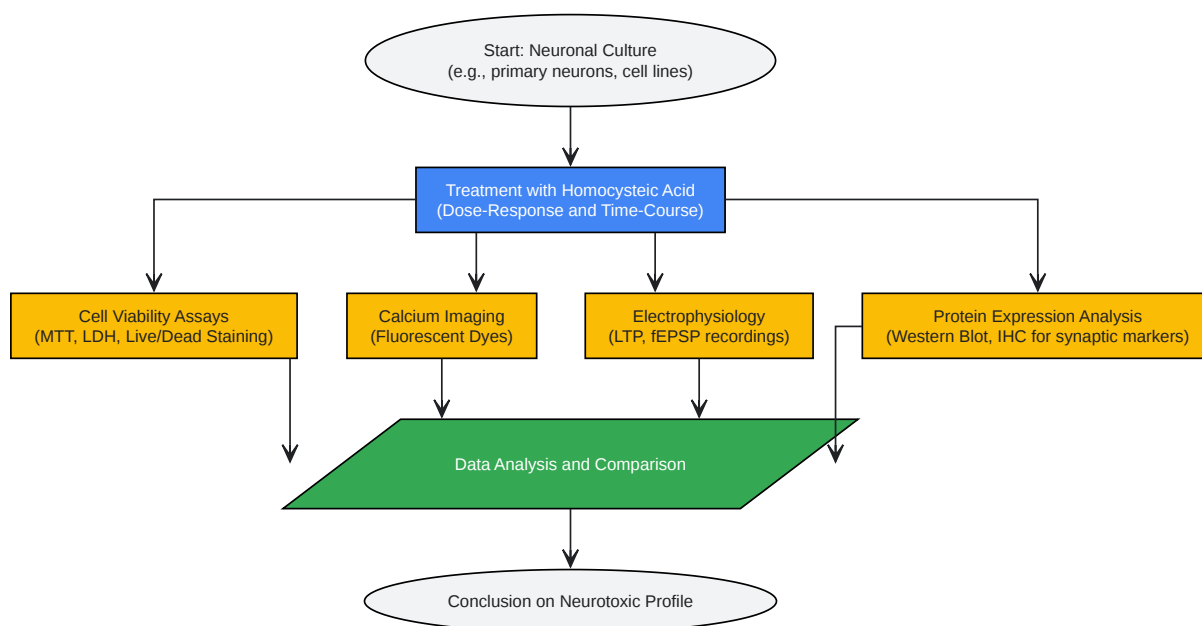 Start: Neuronal Culture
(e.g., primary neurons, cell lines)
Treatment with Homocysteic Acid
(Dose-Response and Time-Course)
Cell Viability Assays
(MTT, LDH, Live/Dead Staining)
Calcium Imaging
(Fluorescent Dyes)
Electrophysiology
(LTP, fEPSP recordings)
Protein Expression Analysis
(Western Blot, IHC for synaptic markers)
Data Analysis and Comparison
Conclusion on Neurotoxic Profile